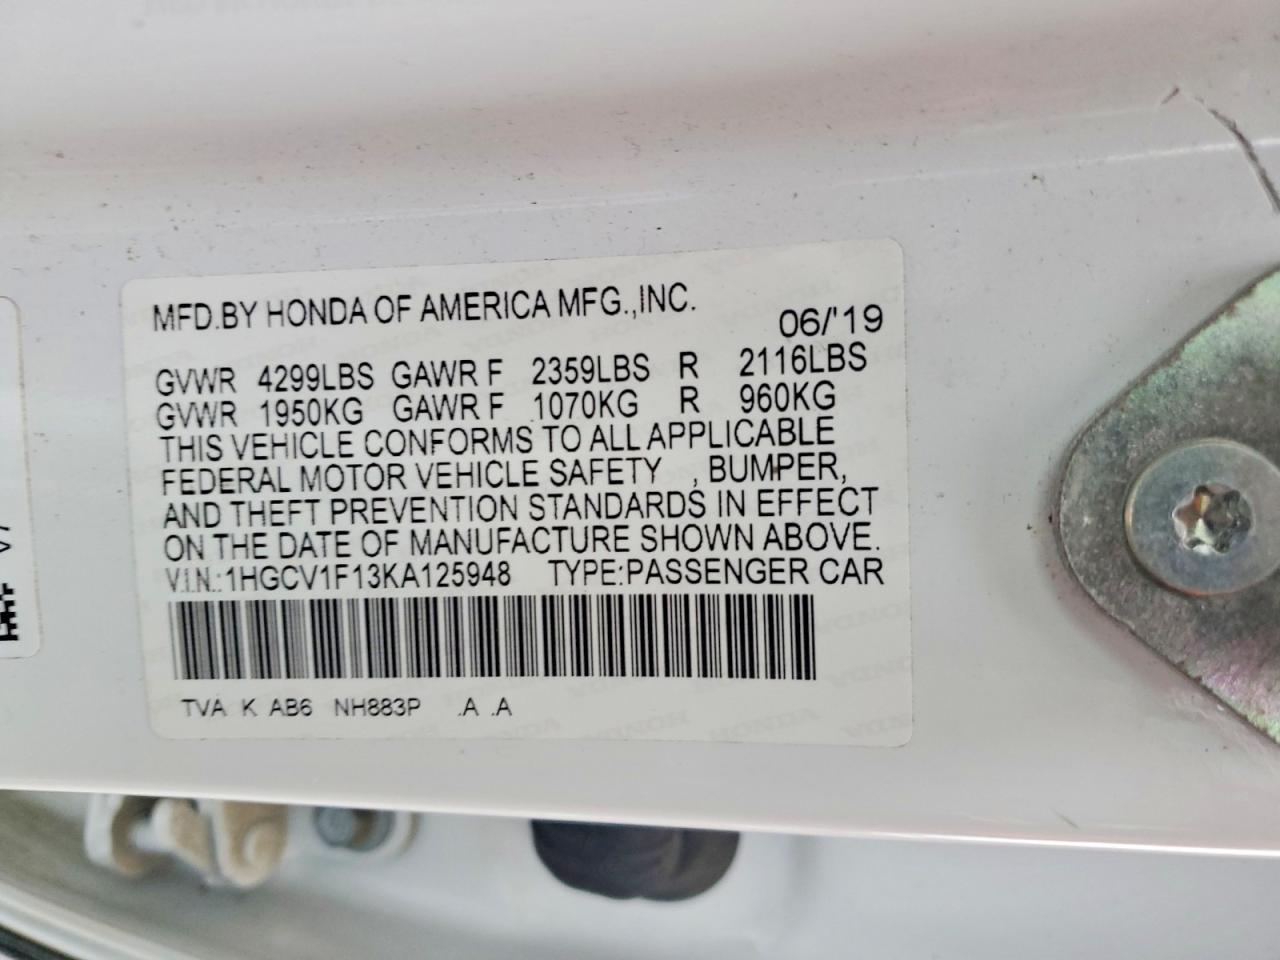 MFD.BY HONDA OF AMERICA MFG.,INC.
06/'19
GVWR 4299LBS GAWR F 2359LBS R 2116LBS
GVWR 1950KG GAWR F 1070KG R 960KG
THIS VEHICLE CONFORMS TO ALL APPLICABLE
FEDERAL MOTOR VEHICLE SAFETY , BUMPER,
AND THEFT PREVENTION STANDARDS IN EFFECT
ON THE DATE OF MANUFACTURE SHOWN ABOVE.
V.I.N.: 1HGCV1F13KA125948 TYPE:PASSENGER CAR
TVA K AB6 NH883P .A .A